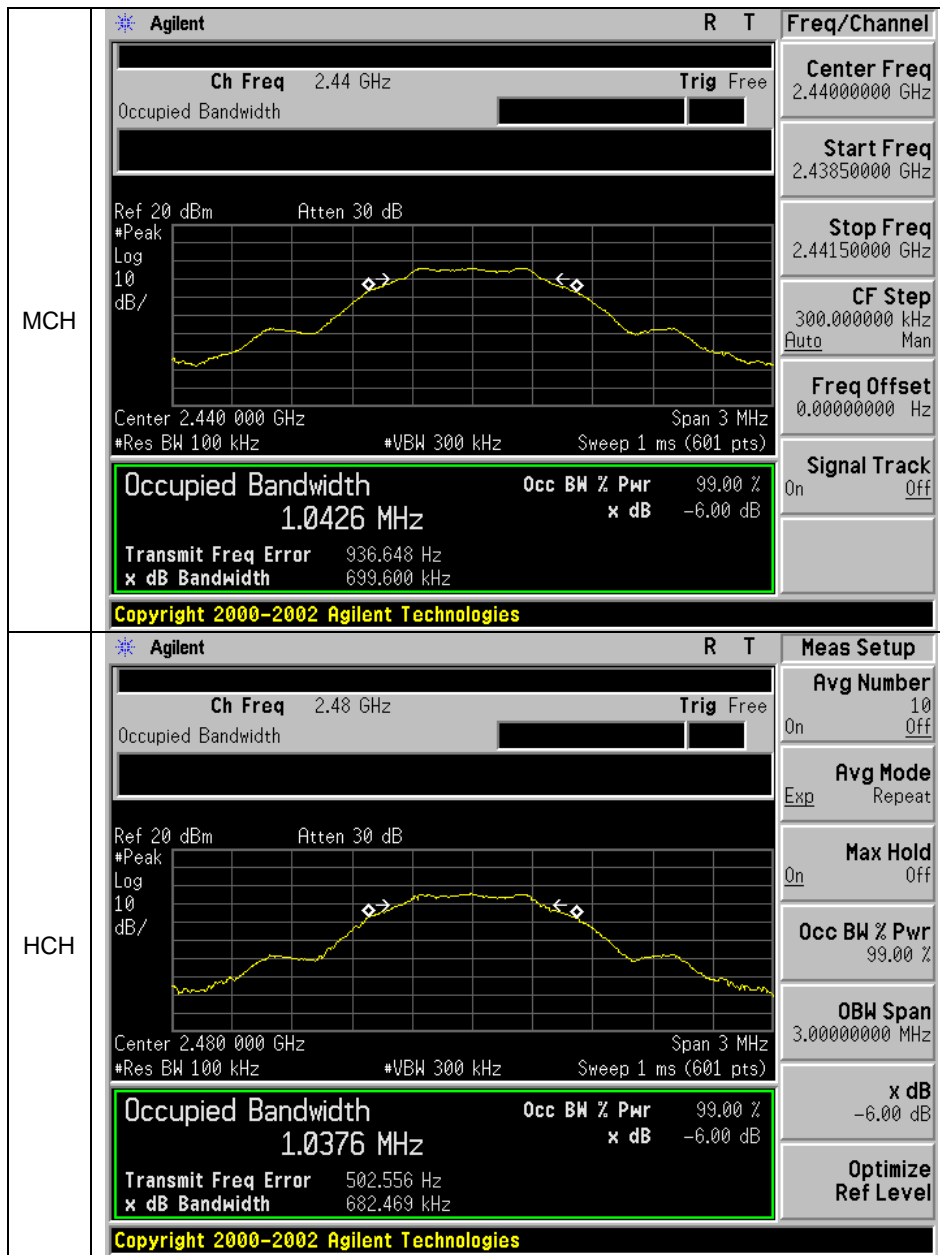 MCH
Agilent R T Freq/Channel
Ch Freq 2.44 GHz Trig Free
Occupied Bandwidth
Center Freq
2.44000000 GHz
Start Freq
2.43850000 GHz
Stop Freq
2.44150000 GHz
CF Step
300.000000 kHz
Auto Man
Freq Offset
0.00000000 Hz
Signal Track
On Off
Ref 20 dBm Atten 30 dB
#Peak
Log
10
dB/
Center 2.440 000 GHz Span 3 MHz
#Res BW 100 kHz #VBW 300 kHz Sweep 1 ms (601 pts)
Occupied Bandwidth Occ BW % Pwr 99.00 %
1.0426 MHz x dB -6.00 dB
Transmit Freq Error 936.648 Hz
x dB Bandwidth 699.600 kHz
Copyright 2000-2002 Agilent Technologies
HCH
Agilent R T Meas Setup
Ch Freq 2.48 GHz Trig Free
Occupied Bandwidth
Avg Number
10
On Off
Avg Mode
Exp Repeat
Max Hold
On Off
Occ BW % Pwr
99.00 %
OBW Span
3.00000000 MHz
x dB
-6.00 dB
Optimize
Ref Level
Ref 20 dBm Atten 30 dB
#Peak
Log
10
dB/
Center 2.480 000 GHz Span 3 MHz
#Res BW 100 kHz #VBW 300 kHz Sweep 1 ms (601 pts)
Occupied Bandwidth Occ BW % Pwr 99.00 %
1.0376 MHz x dB -6.00 dB
Transmit Freq Error 502.556 Hz
x dB Bandwidth 682.469 kHz
Copyright 2000-2002 Agilent Technologies